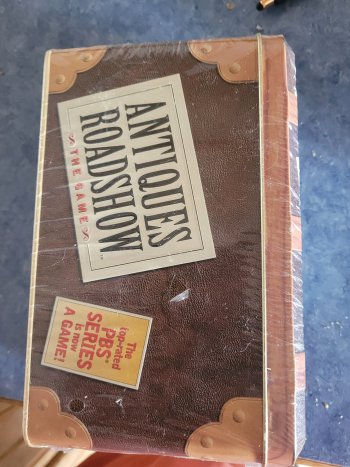 ANTIQUES
ROADSHOW
THE GAME
The
top-rated
PBS
SERIES
is now
A GAME!